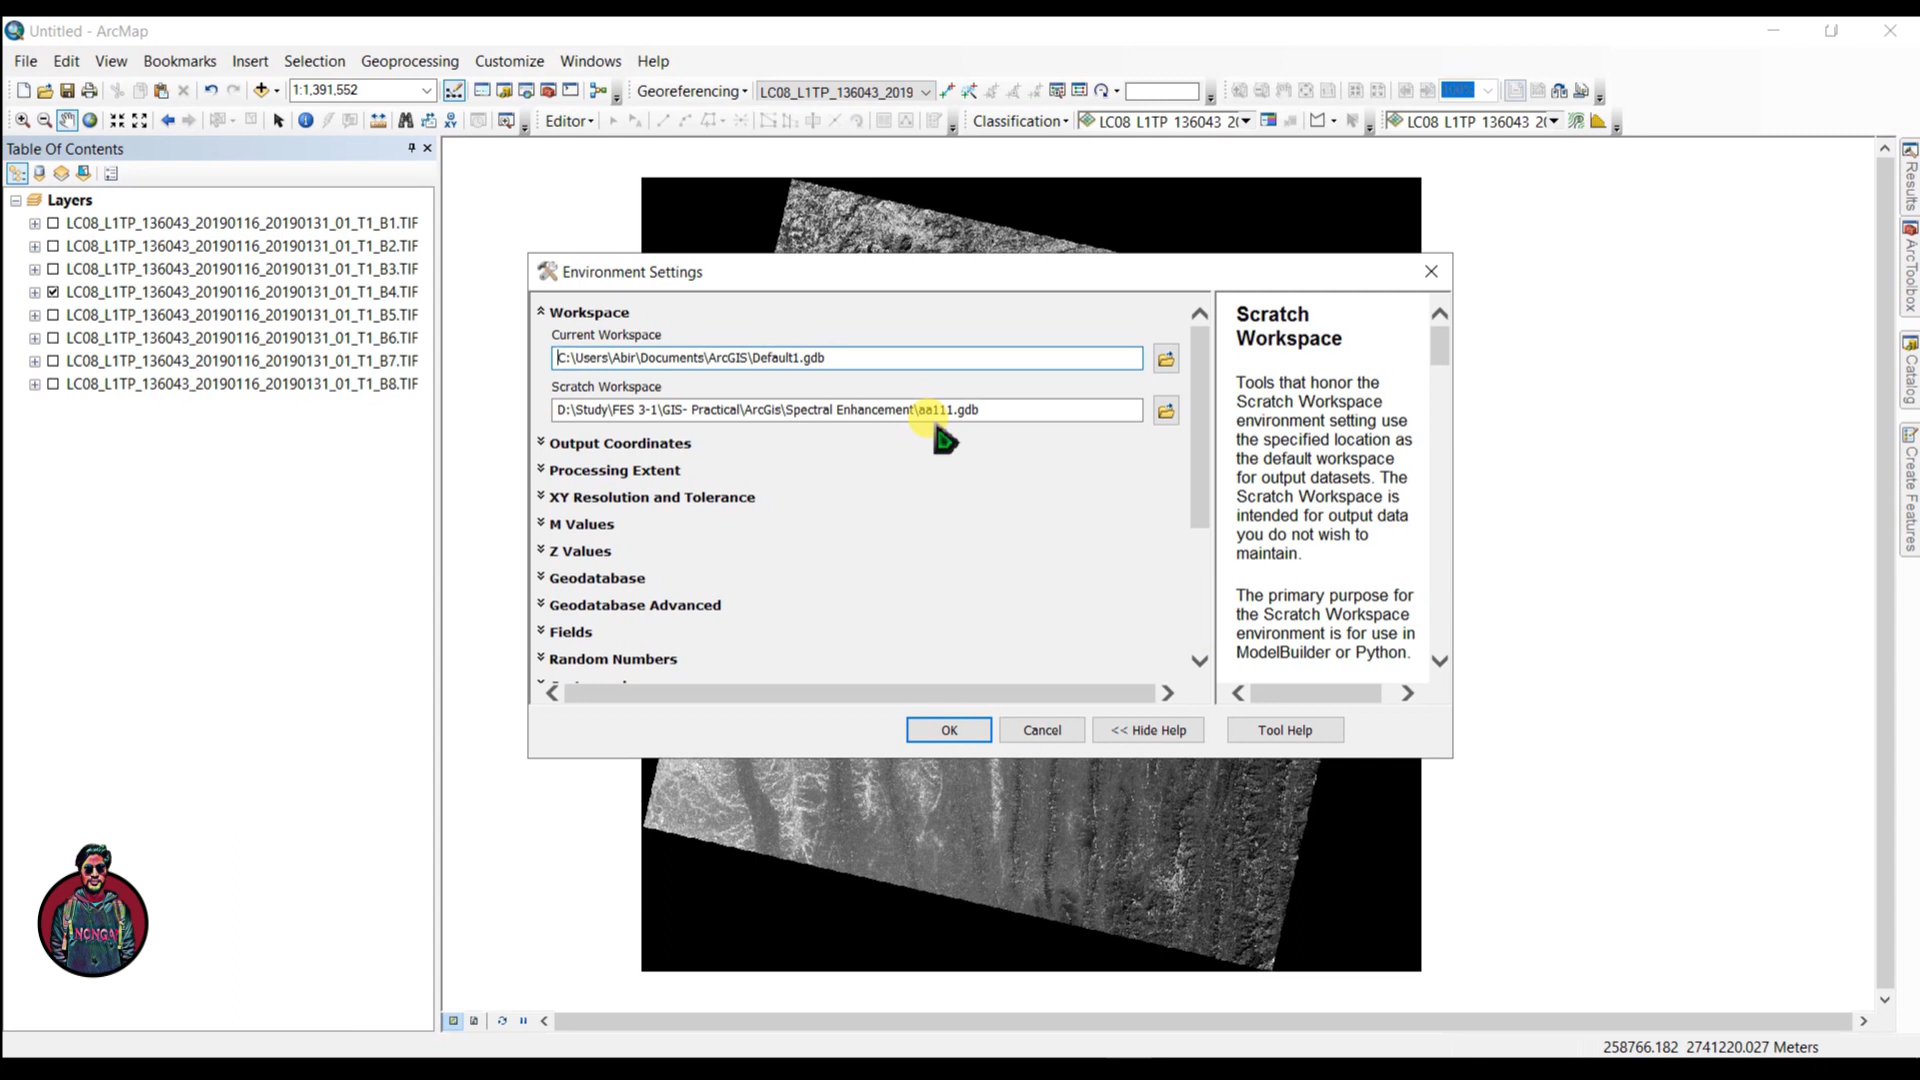 Untitled - ArcMap
File Edit View Bookmarks Insert Selection Geoprocessing Customize Windows Help
1:1,391,552 Georeferencing LC08_L1TP_136043_2019
Editor Classification LC08 L1TP 136043 2( LC08 L1TP 136043 2(
Table Of Contents
Layers
LC08_L1TP_136043_20190116_20190131_01_T1_B1.TIF
LC08_L1TP_136043_20190116_20190131_01_T1_B2.TIF
LC08_L1TP_136043_20190116_20190131_01_T1_B3.TIF
LC08_L1TP_136043_20190116_20190131_01_T1_B4.TIF
LC08_L1TP_136043_20190116_20190131_01_T1_B5.TIF
LC08_L1TP_136043_20190116_20190131_01_T1_B6.TIF
LC08_L1TP_136043_20190116_20190131_01_T1_B7.TIF
LC08_L1TP_136043_20190116_20190131_01_T1_B8.TIF
Environment Settings
Workspace
Current Workspace
C:\Users\Abir\Documents\ArcGIS\Default1.gdb
Scratch Workspace
D:\Study\FES 3-1\GIS- Practical\ArcGis\Spectral Enhancement\aa111.gdb
Output Coordinates
Processing Extent
XY Resolution and Tolerance
M Values
Z Values
Geodatabase
Geodatabase Advanced
Fields
Random Numbers
Scratch
Workspace
Tools that honor the
Scratch Workspace
environment setting use
the specified location as
the default workspace
for output datasets. The
Scratch Workspace is
intended for output data
you do not wish to
maintain.
The primary purpose for
the Scratch Workspace
environment is for use in
ModelBuilder or Python.
OK Cancel << Hide Help Tool Help
Results
ArcToolbox
Catalog
Create Features
NONGA
258766.182 2741220.027 Meters